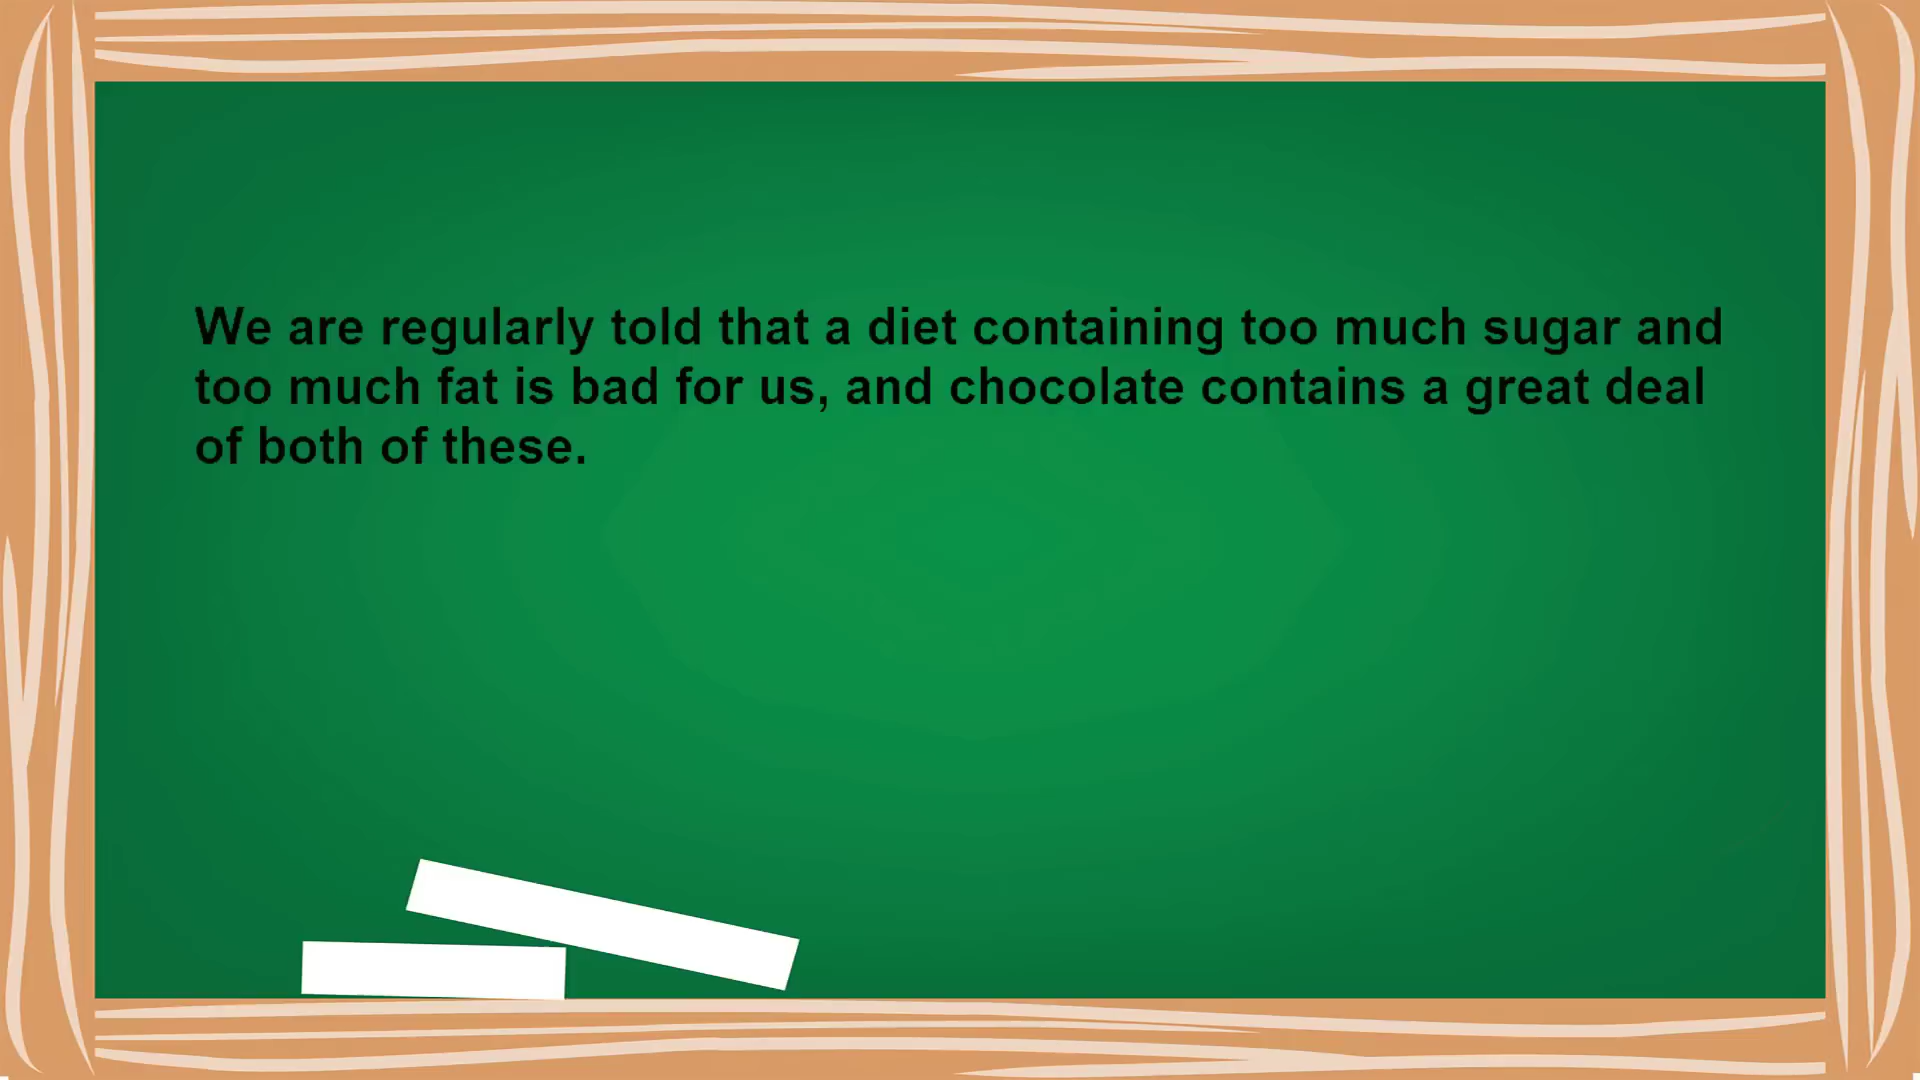 We are regularly told that a diet containing too much sugar and
too much fat is bad for us, and chocolate contains a great deal
of both of these.